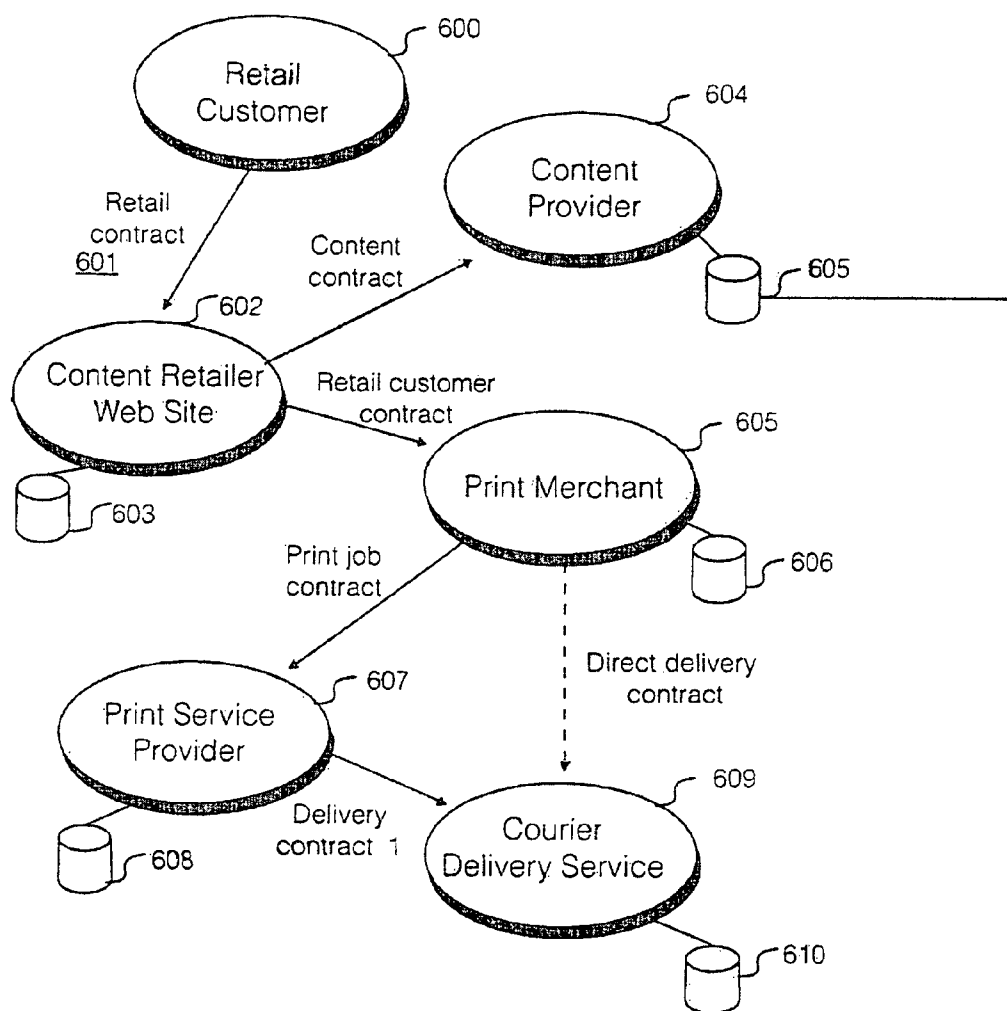 600
Retail
Customer
604
Content
Provider
Retail
contract
601
Content
contract
605
602
Content Retailer
Web Site
Retail customer
contract
605
Print Merchant
603
Print job
contract
606
Direct delivery
contract
607
Print Service
Provider
609
Delivery
contract 1
Courier
Delivery Service
608
610